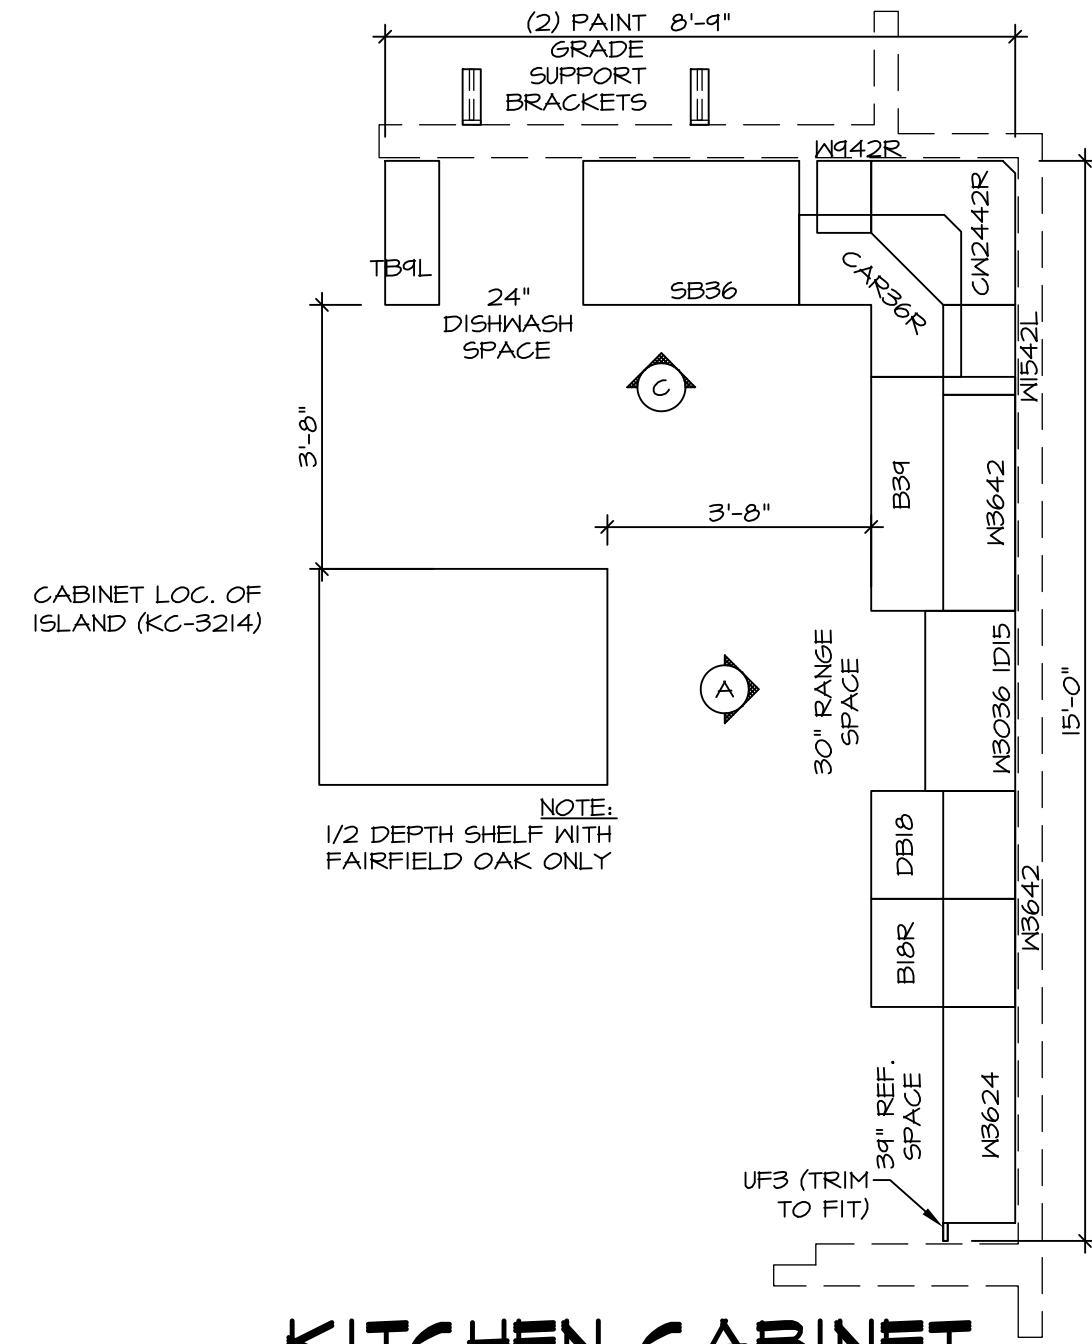 (2) PAINT 8'-9"
GRADE
SUPPORT
BRACKETS
W942R
CW2442R
TB9L
24"
DISHWASH
SPACE
SB36
CAR36R
W1542L
C
3'-8"
B39
W3642
3'-8"
CABINET LOC. OF
ISLAND (KC-3214)
A
30" RANGE
SPACE
W3036 1D15
15'-0"
NOTE:
1/2 DEPTH SHELF WITH
FAIRFIELD OAK ONLY
DB18
W3642
B18R
39" REF.
SPACE
W3624
UF3 (TRIM
TO FIT)
KITCHEN CABINET